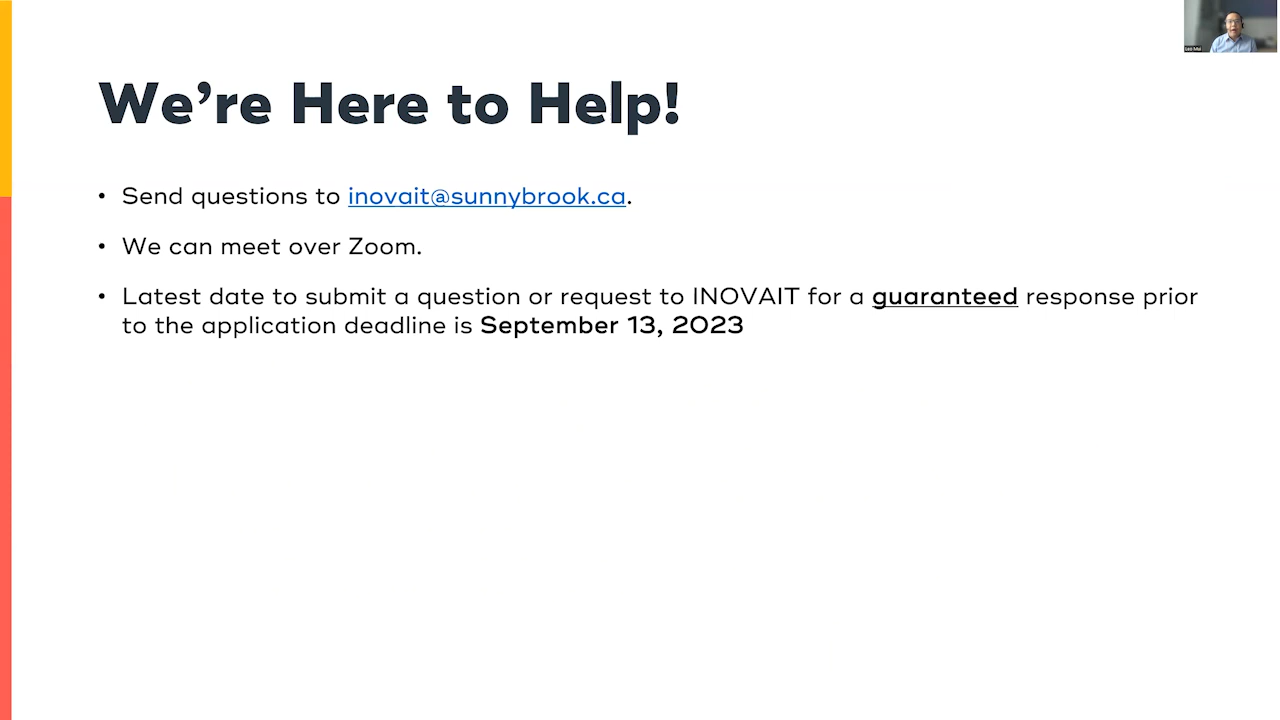 We're Here to Help!
• Send questions to inovait@sunnybrook.ca.
• We can meet over Zoom.
• Latest date to submit a question or request to INOVAIT for a guaranteed response prior
to the application deadline is September 13, 2023